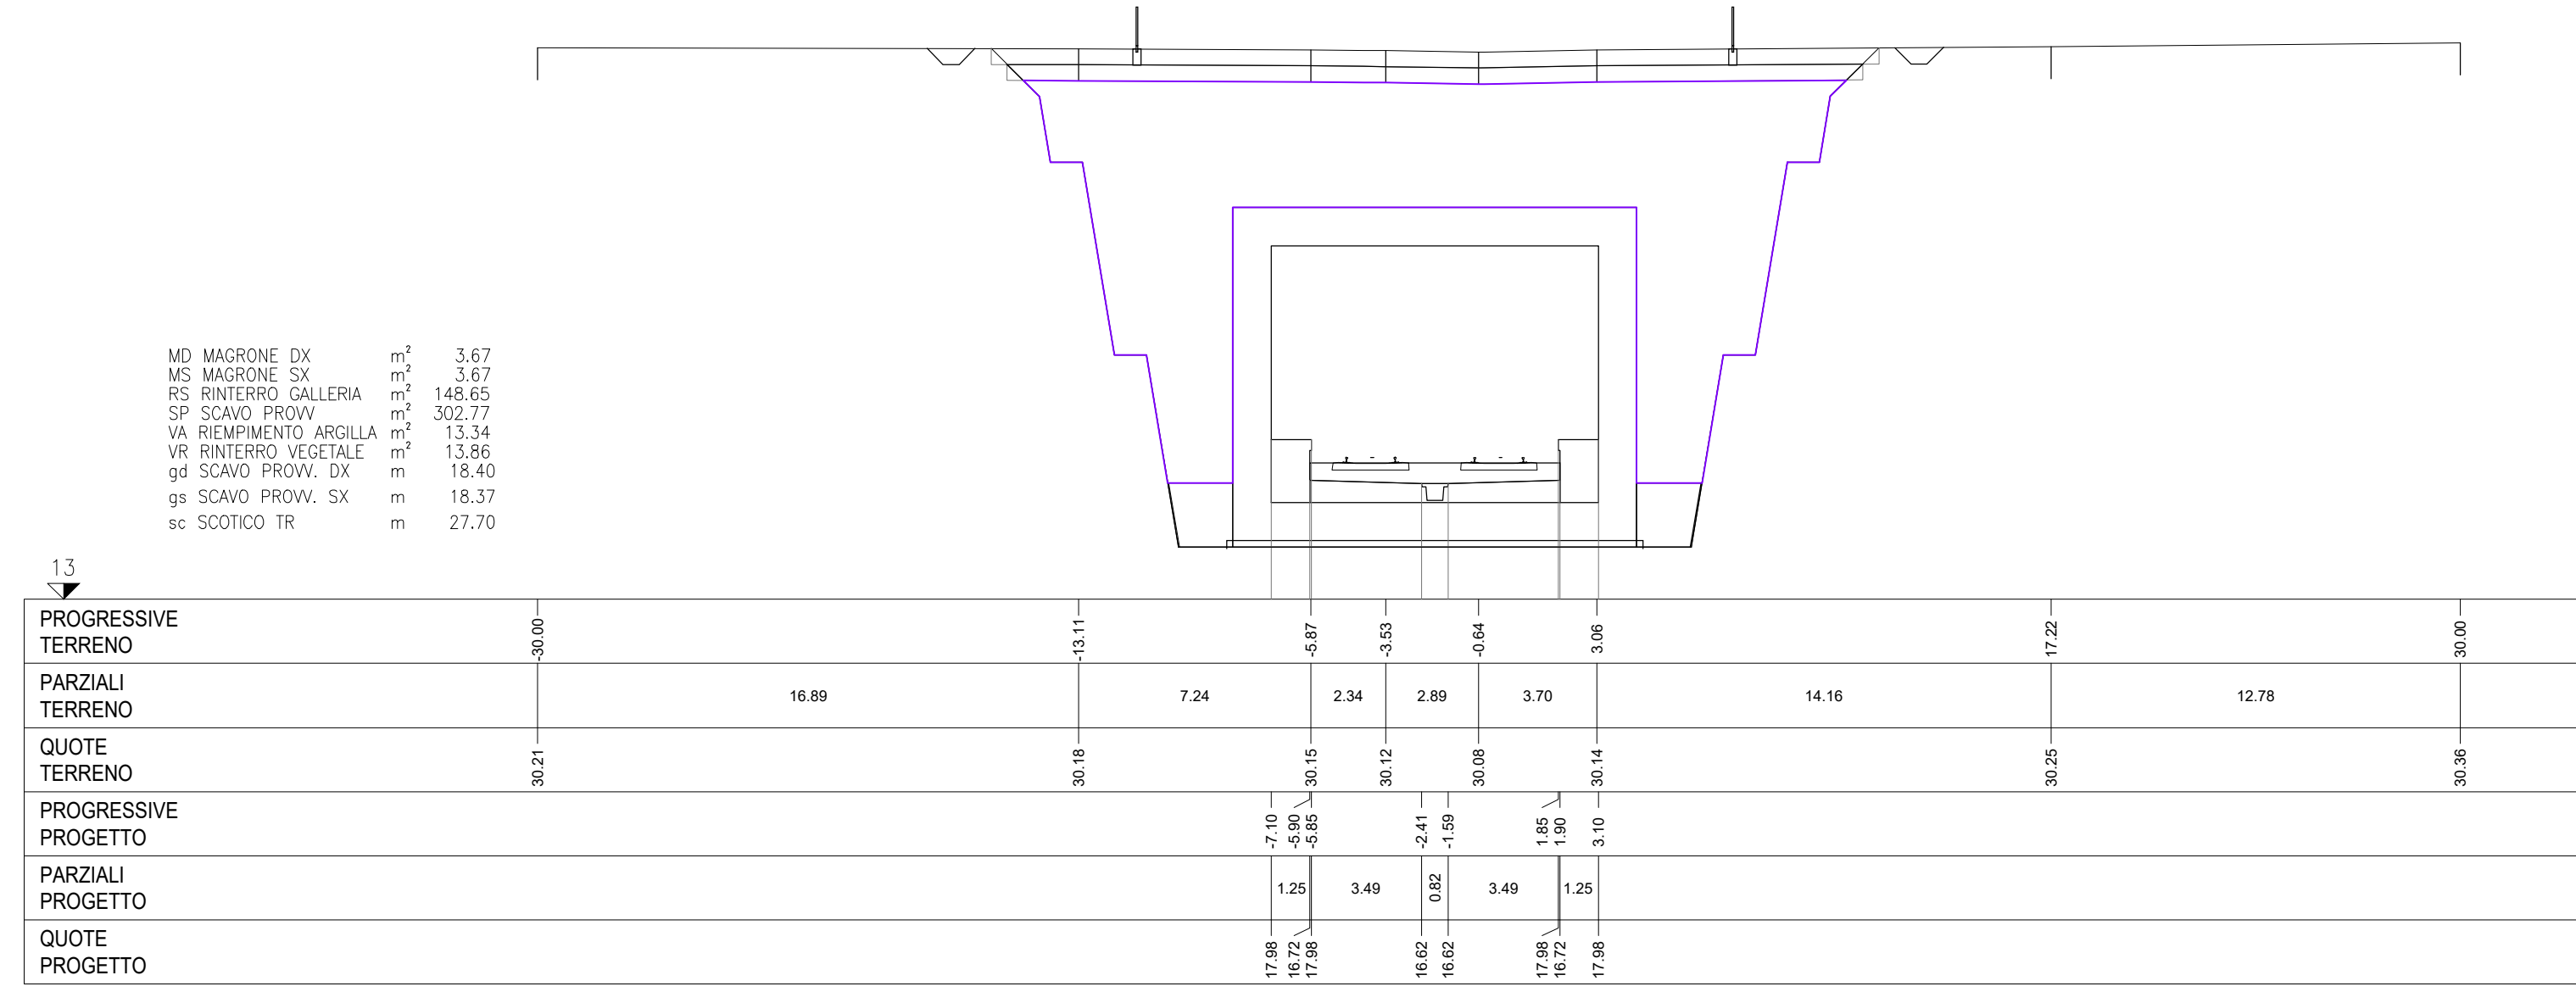 MD MAGRONE DX m² 3.67
MS MAGRONE SX m² 3.67
RS RINTERRO GALLERIA m² 148.65
SP SCAVO PROVV m² 302.77
VA RIEMPIMENTO ARGILLA m² 13.34
VR RINTERRO VEGETALE m² 13.86
gd SCAVO PROVV. DX m 18.40
gs SCAVO PROVV. SX m 18.37
sc SCOTICO TR m 27.70
13
PROGRESSIVE
TERRENO
-30.00 -13.11 -5.87 -3.53 -0.64 3.06 17.22 30.00
PARZIALI
TERRENO
16.89 7.24 2.34 2.89 3.70 14.16 12.78
QUOTE
TERRENO
30.21 30.18 30.15 30.12 30.08 30.14 30.25 30.36
PROGRESSIVE
PROGETTO
-7.10 -5.90 -5.85 -2.41 -1.59 1.85 1.90 3.10
PARZIALI
PROGETTO
1.25 3.49 0.82 3.49 1.25
QUOTE
PROGETTO
17.98 16.72 17.98 16.62 16.62 17.98 16.72 17.98